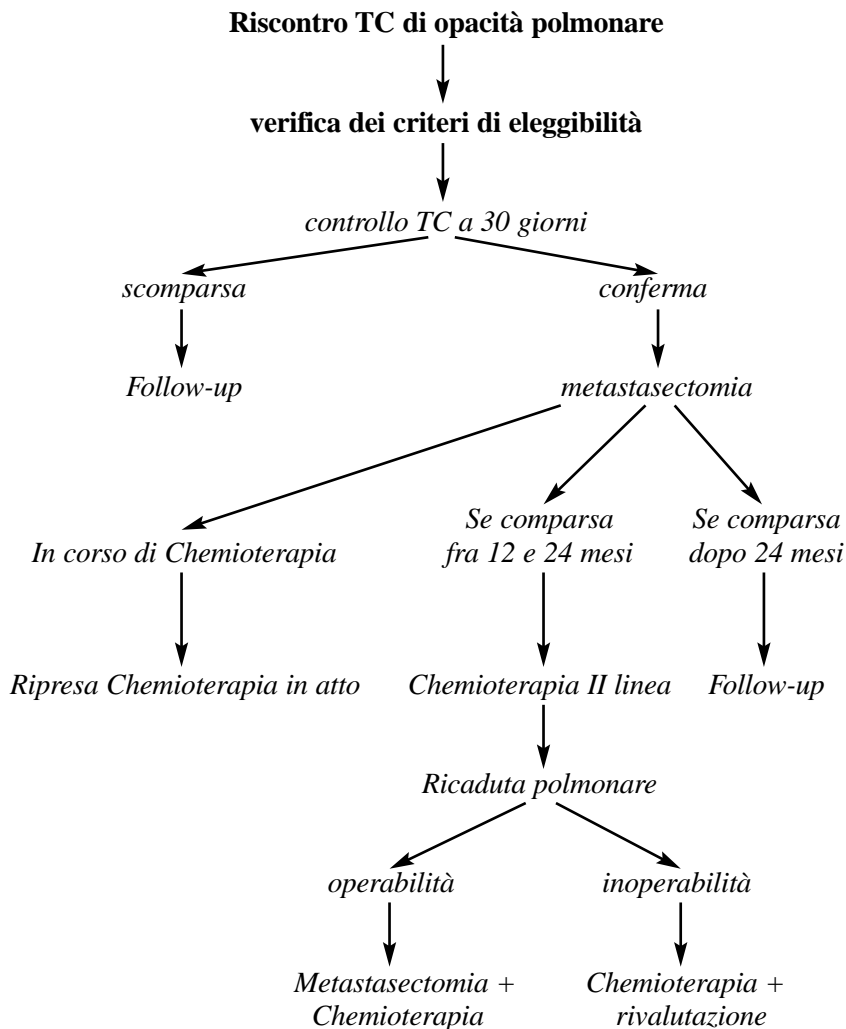 Riscontro TC di opacità polmonare
verifica dei criteri di eleggibilità
controllo TC a 30 giorni
scomparsa
conferma
Follow-up
metastasectomia
In corso di Chemioterapia
Se comparsa
fra 12 e 24 mesi
Se comparsa
dopo 24 mesi
Ripresa Chemioterapia in atto
Chemioterapia II linea
Follow-up
Ricaduta polmonare
operabilità
inoperabilità
Metastasectomia +
Chemioterapia
Chemioterapia +
rivalutazione